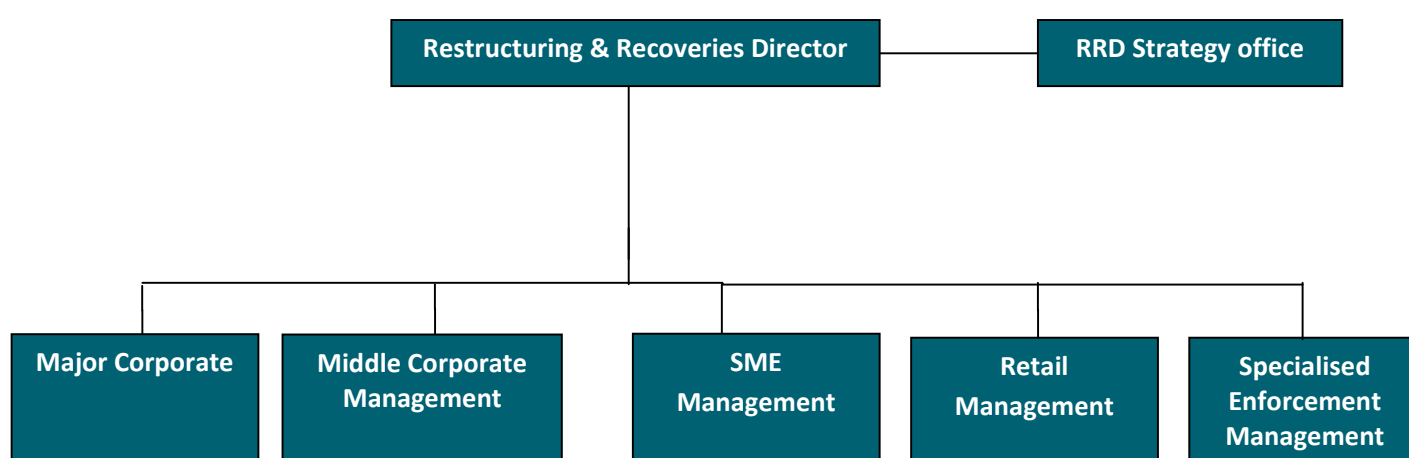 Restructuring & Recoveries Director
RRD Strategy office
Major Corporate
Middle Corporate
Management
SME
Management
Retail
Management
Specialised
Enforcement
Management